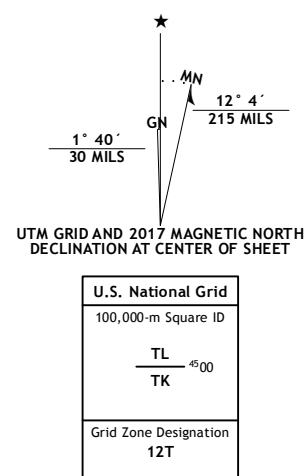 MN
GN
12° 4´
215 MILS
1° 40´
30 MILS
UTM GRID AND 2017 MAGNETIC NORTH
DECLINATION AT CENTER OF SHEET
U.S. National Grid
100,000-m Square ID
TL
4500
TK
Grid Zone Designation
12T